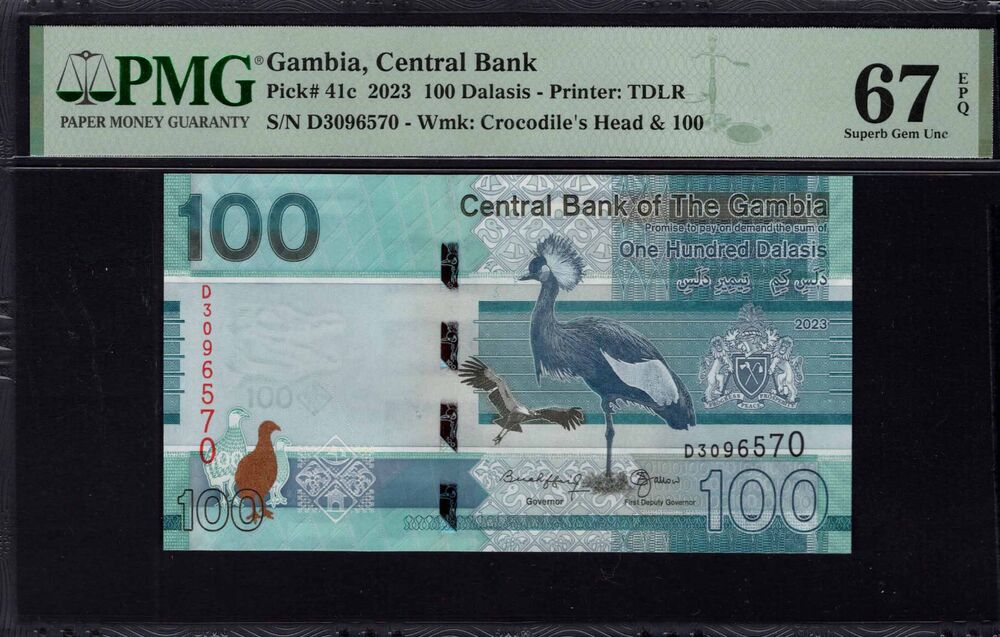 PMG®
PAPER MONEY GUARANTY
Gambia, Central Bank
Pick# 41c 2023 100 Dalasis - Printer: TDLR
S/N D3096570 - Wmk: Crocodile's Head & 100
67
EPQ
Superb Gem Unc
100
Central Bank of The Gambia
Promise to pay on demand the sum of
One Hundred Dalasis
2023
D3096570
100
D3096570
Governor
First Deputy Governor
100
100